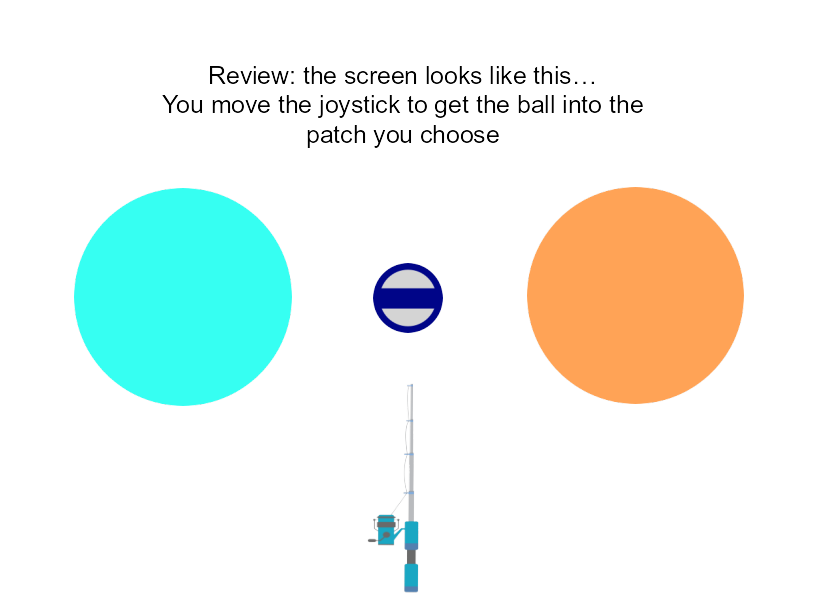 Review: the screen looks like this…
You move the joystick to get the ball into the
patch you choose